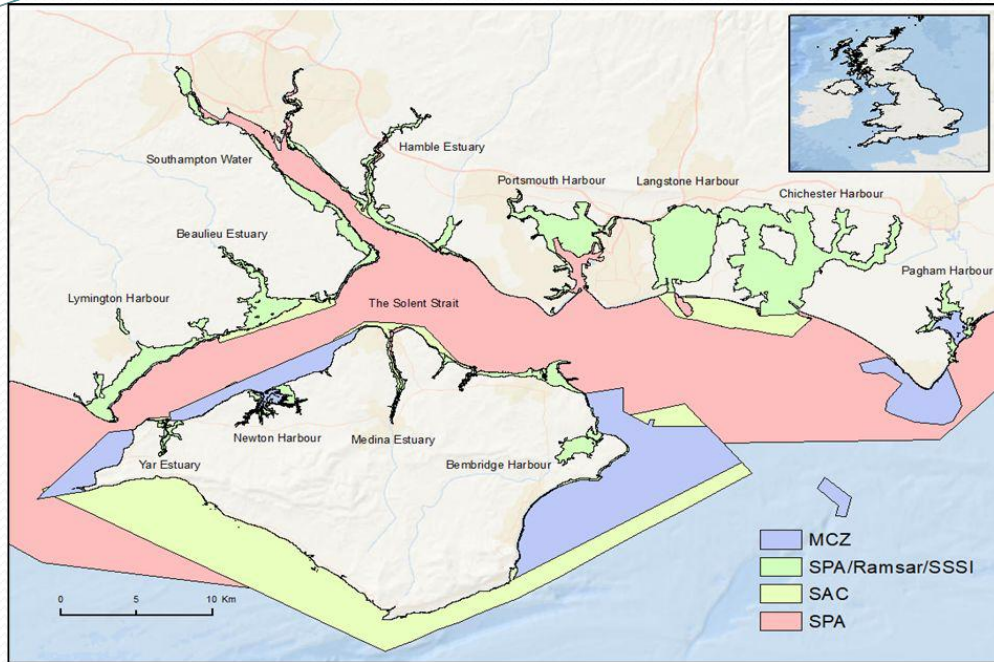 Southampton Water
Hamble Estuary
Portsmouth Harbour
Langstone Harbour
Chichester Harbour
Beaulieu Estuary
Pagham Harbour
Lymington Harbour
The Solent Strait
Newton Harbour
Medina Estuary
Yar Estuary
Bembridge Harbour
MCZ
SPA/Ramsar/SSSI
SAC
SPA
0 5 10 Km